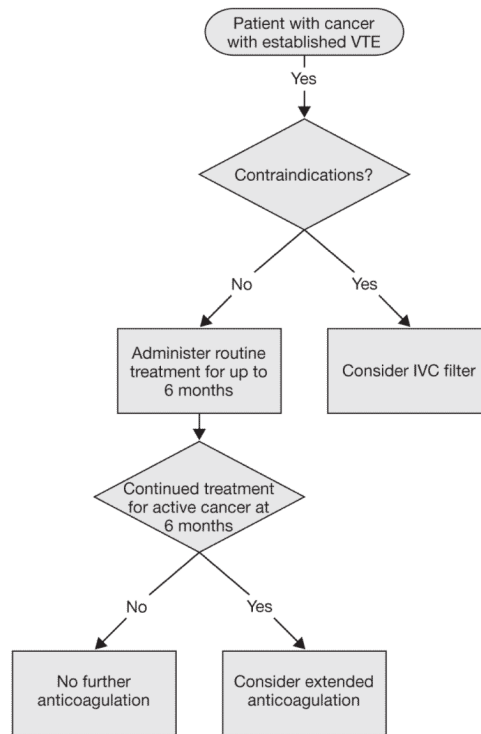 Patient with cancer
with established VTE
Yes
Contraindications?
No
Yes
Administer routine
treatment for up to
6 months
Consider IVC filter
Continued treatment
for active cancer at
6 months
No
Yes
No further
anticoagulation
Consider extended
anticoagulation